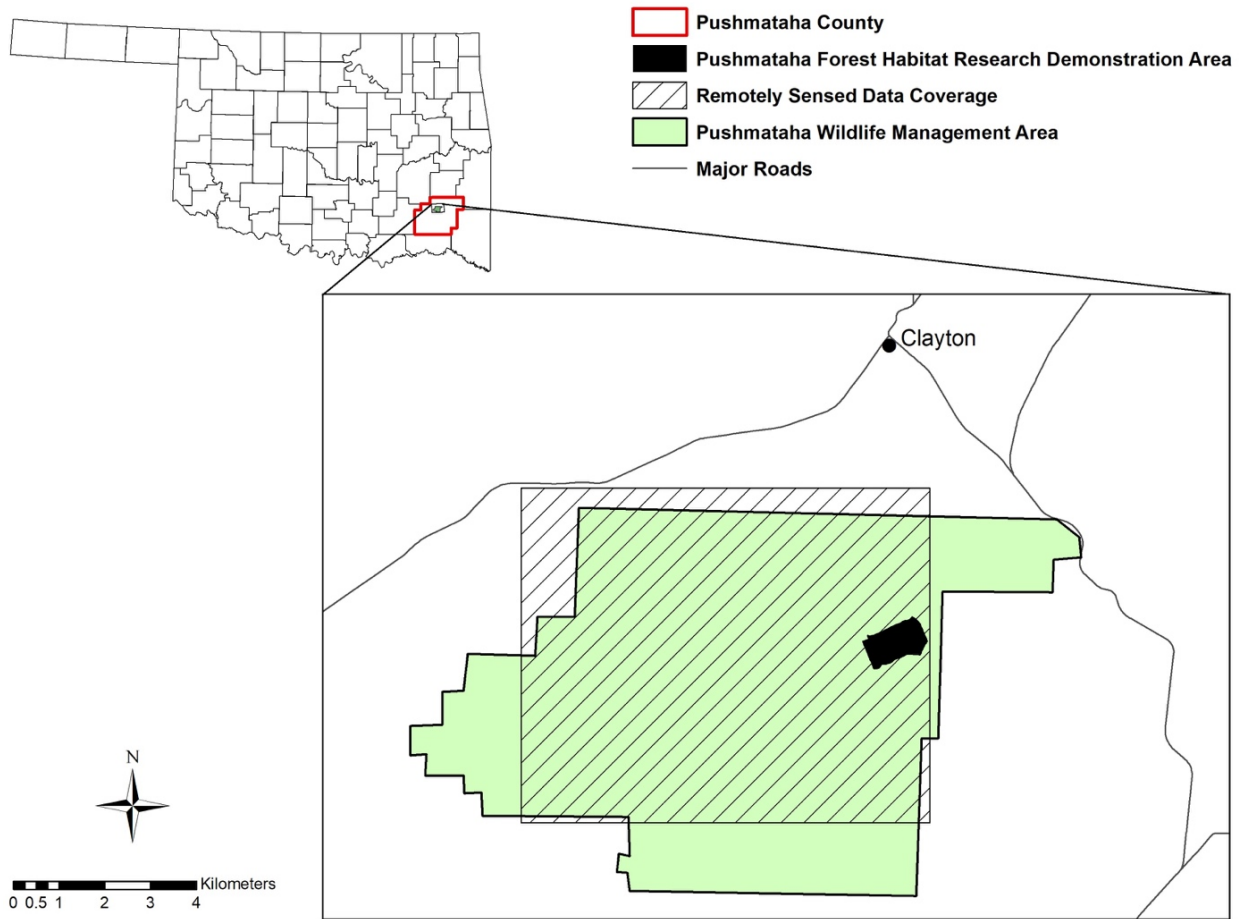 Pushmataha County
Pushmataha Forest Habitat Research Demonstration Area
Remotely Sensed Data Coverage
Pushmataha Wildlife Management Area
Major Roads
Clayton
N
Kilometers
0 0.5 1 2 3 4